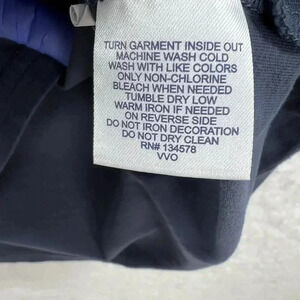 TURN GARMENT INSIDE OUT
MACHINE WASH COLD
WASH WITH LIKE COLORS
ONLY NON-CHLORINE
BLEACH WHEN NEEDED
TUMBLE DRY LOW
WARM IRON IF NEEDED
ON REVERSE SIDE
DO NOT IRON DECORATION
DO NOT DRY CLEAN
RN# 134578
VVO